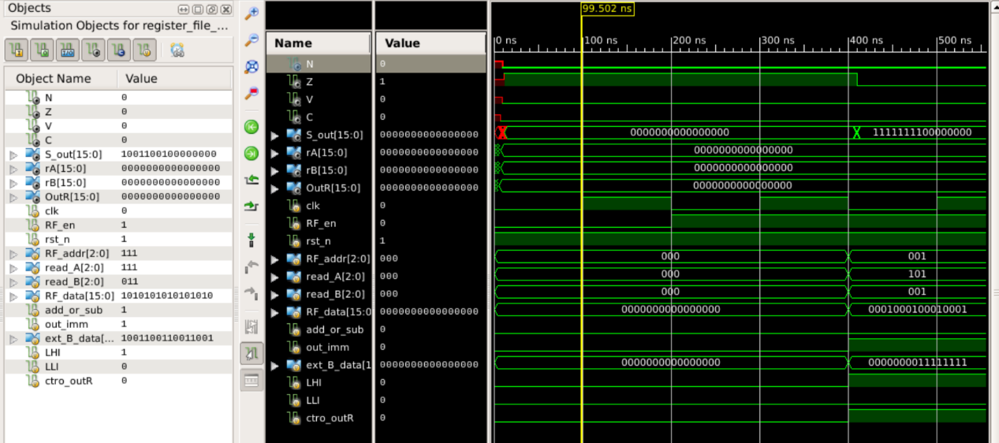 Objects
Simulation Objects for register_file_...
Object Name Value
N 0
Z 0
V 0
C 0
S_out[15:0] 1001100100000000
rA[15:0] 0000000000000000
rB[15:0] 0000000000000000
OutR[15:0] 0000000000000000
clk 0
RF_en 1
rst_n 1
RF_addr[2:0] 111
read_A[2:0] 111
read_B[2:0] 011
RF_data[15:0] 1010101010101010
add_or_sub 1
out_imm 1
ext_B_data[... 1001100110011001
LHI 1
LLI 0
ctro_outR 0
99.502 ns
Name Value
0 ns 100 ns 200 ns 300 ns 400 ns 500 ns
N 0
Z 1
V 0
C 0
S_out[15:0] 0000000000000000 0000000000000000 1111111100000000
rA[15:0] 0000000000000000 0000000000000000
rB[15:0] 0000000000000000 0000000000000000
OutR[15:0] 0000000000000000 0000000000000000
clk 0
RF_en 0
rst_n 1
RF_addr[2:0] 000 000 001
read_A[2:0] 000 000 101
read_B[2:0] 000 000 001
RF_data[15:0 0000000000000000 0000000000000000 0001000100010001
add_or_sub 0
out_imm 0
ext_B_data[1 0000000000000000 0000000000000000 0000000011111111
LHI 0
LLI 0
ctro_outR 0